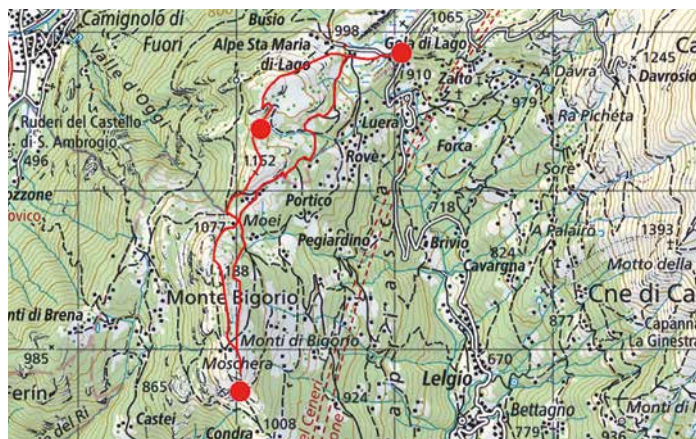 Camignolo di
Fuori
Busio
998
1065
Alpe Sta Maria
di Lago
Gola di Lago
910
Zalto
A Davra
1245
Davrosio
Valle d'Oggi
979
Ra Picheta
Ruderi del Castello
di S. Ambrogio
496
Luera
Forca
1152
Rovè
I Sore
Portico
718
1077
Moei
Pegiardino
Brivio
824
Cavargna
A Palairo
1393
Motto della
188
Monte Bigorio
Cne di Ca
nti di Brena
Monti di Bigorio
877
Capann
La Ginestra
985
Moschera
670
865
924
Lelgio
Castei
Condra
1008
Bettagno
779
Monti di